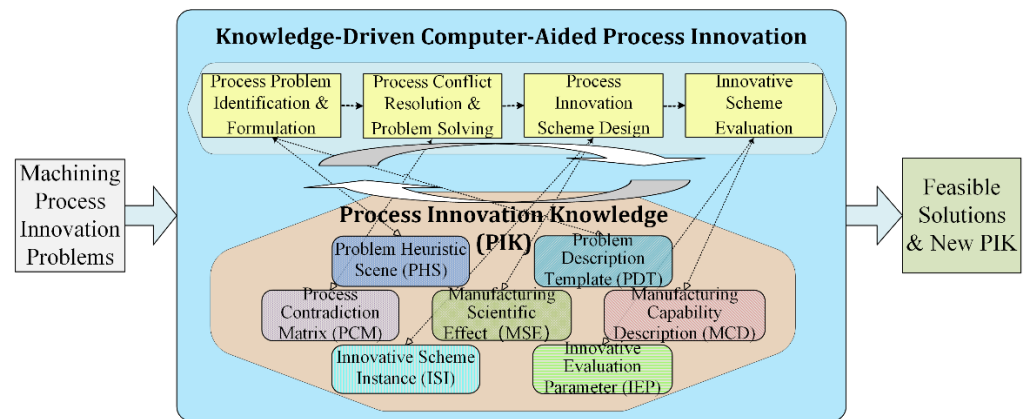 Knowledge-Driven Computer-Aided Process Innovation
Process Problem
Identification &
Formulation
Process Conflict
Resolution &
Problem Solving
Process
Innovation
Scheme Design
Innovative
Scheme
Evaluation
Machining
Process
Innovation
Problems
Feasible
Solutions
& New PIK
Process Innovation Knowledge
(PIK)
Problem Heuristic
Scene (PHS)
Problem
Description
Template (PDT)
Process
Contradiction
Matrix (PCM)
Manufacturing
Scientific
Effect (MSE)
Manufacturing
Capability
Description (MCD)
Innovative Scheme
Instance (ISI)
Innovative
Evaluation
Parameter (IEP)